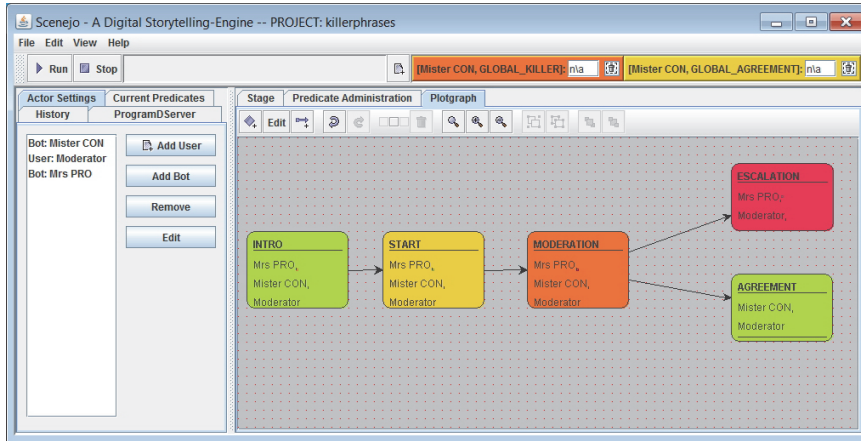 Scenejo - A Digital Storytelling-Engine -- PROJECT: killerphrases
File Edit View Help
Run Stop [Mister CON, GLOBAL_KILLER]: n\a [Mister CON, GLOBAL_AGREEMENT]: n\a
Actor Settings Current Predicates
History ProgramDServer
Stage Predicate Administration Plotgraph
Edit
Bot: Mister CON
User: Moderator
Bot: Mrs PRO
Add User
Add Bot
Remove
Edit
INTRO
Mrs PRO,
Mister CON,
Moderator
START
Mrs PRO,
Mister CON,
Moderator
MODERATION
Mrs PRO,
Mister CON,
Moderator
ESCALATION
Mrs PRO,
Moderator,
AGREEMENT
Mister CON,
Moderator